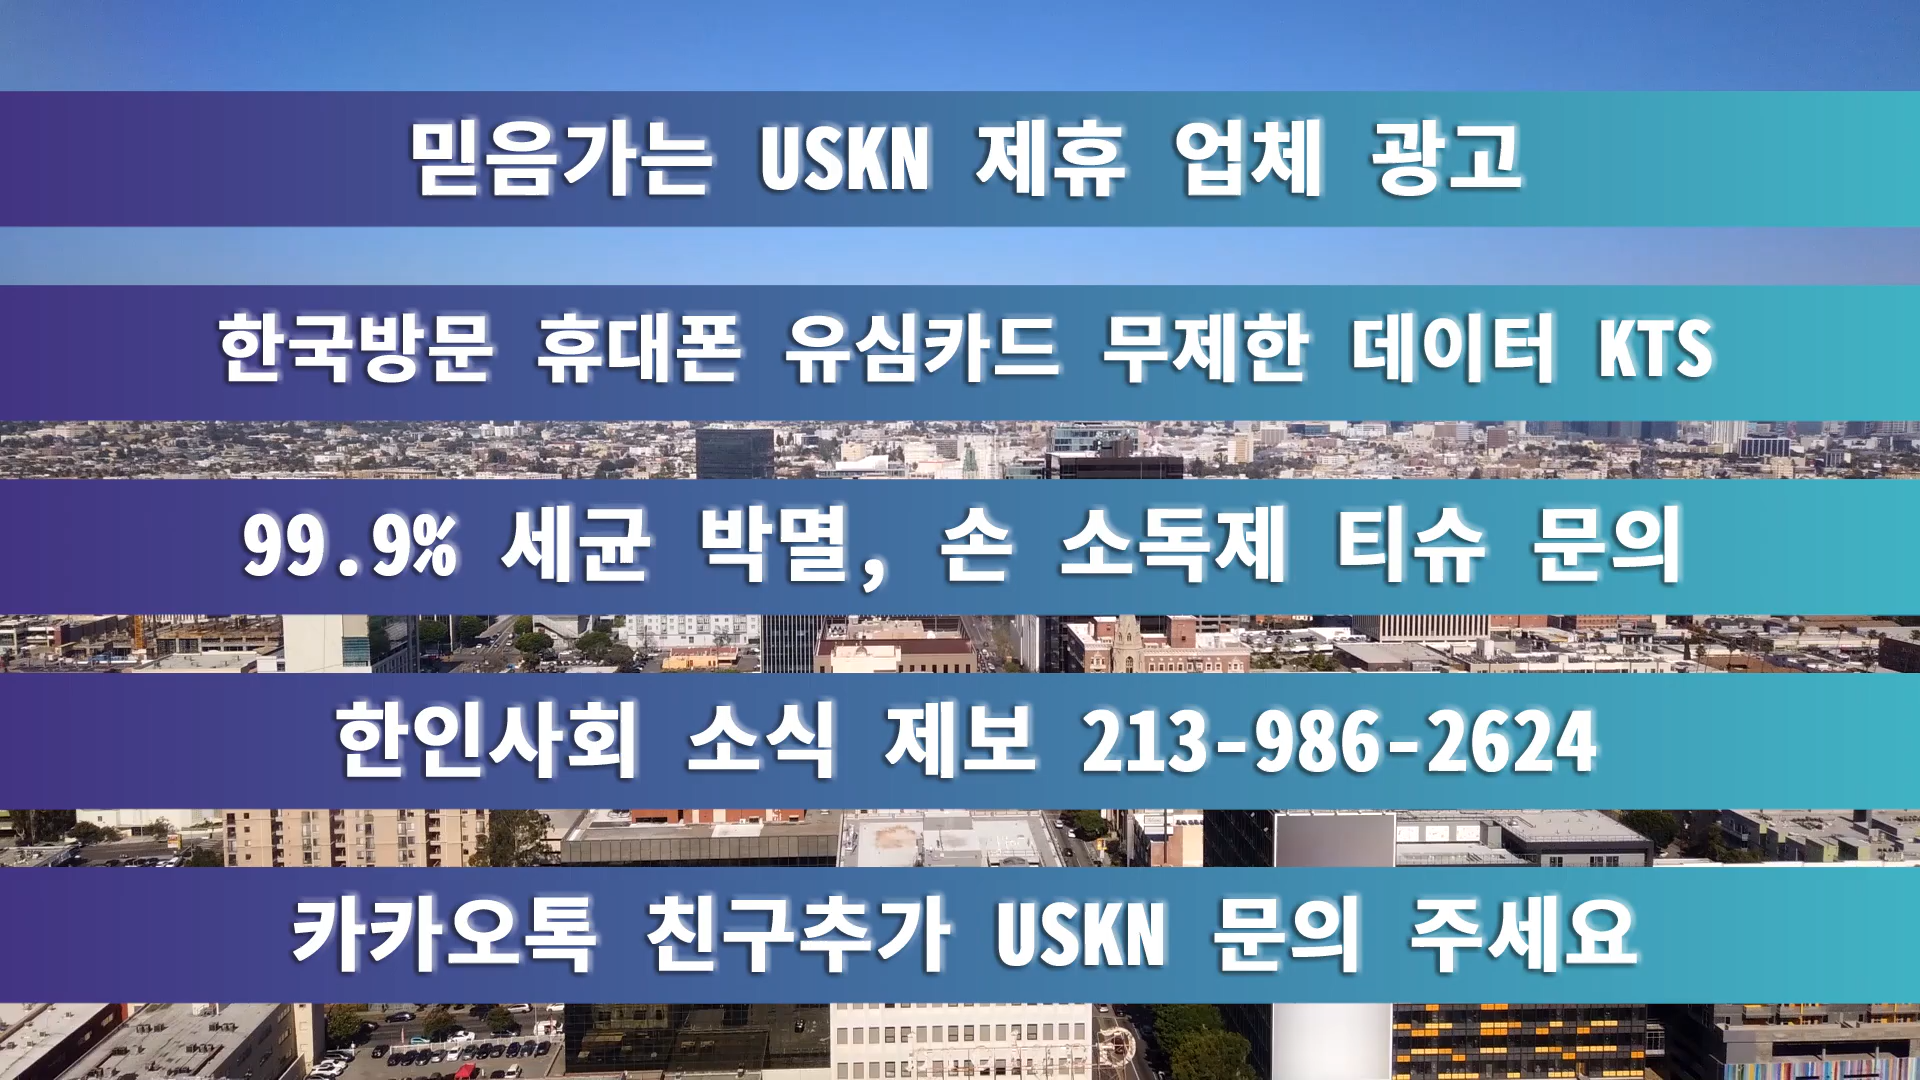 믿음가는 USKN 제휴 업체 광고
한국방문 휴대폰 유심카드 무제한 데이터 KTS
99.9% 세균 박멸, 손 소독제 티슈 문의
한인사회 소식 제보 213-986-2624
카카오톡 친구추가 USKN 문의 주세요